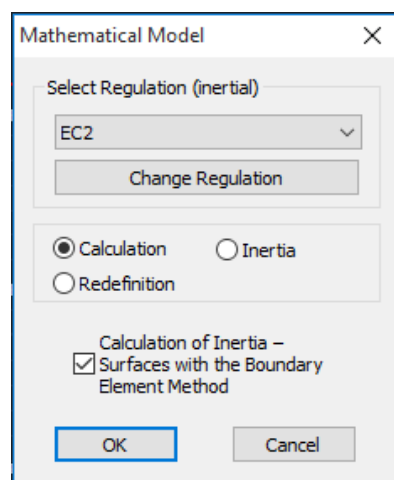 Mathematical Model
Select Regulation (inertial)
EC2
Change Regulation
Calculation Inertia
Redefinition
Calculation of Inertia –
Surfaces with the Boundary
Element Method
OK Cancel